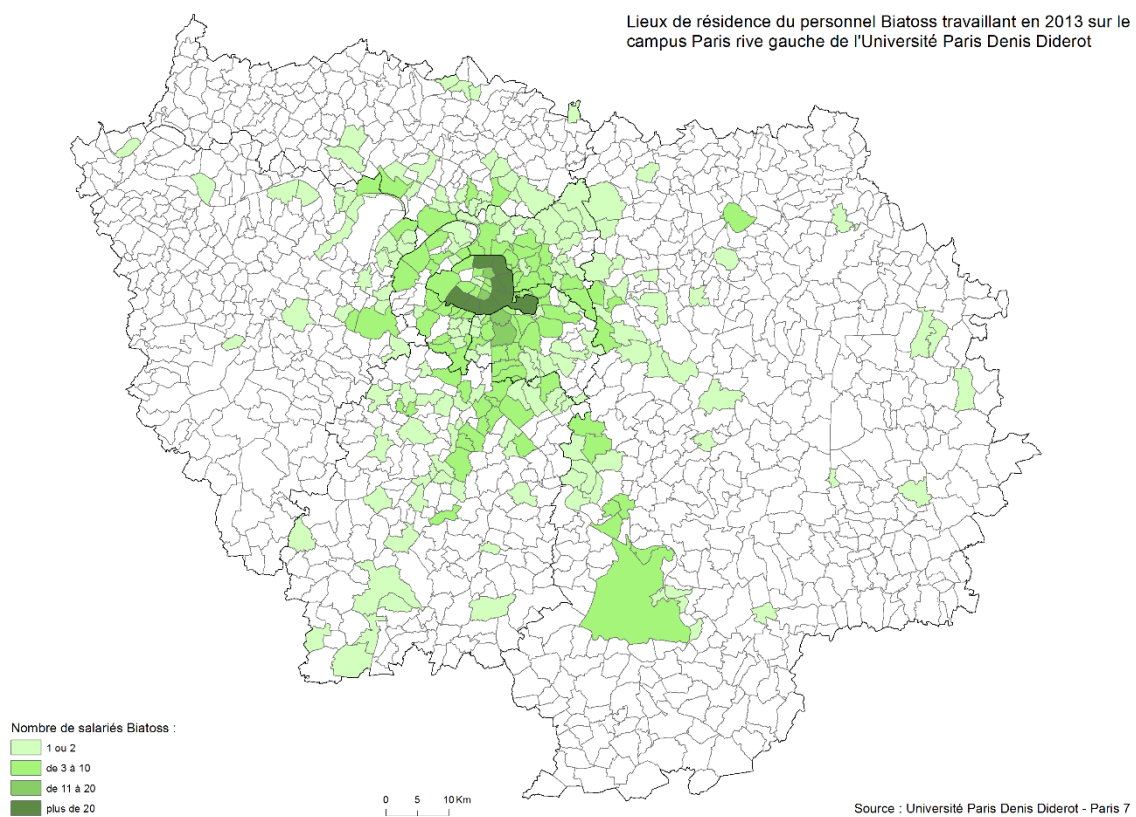 Lieux de résidence du personnel Biatoss travaillant en 2013 sur le
campus Paris rive gauche de l'Université Paris Denis Diderot
Nombre de salariés Biatoss :
1 ou 2
de 3 à 10
de 11 à 20
plus de 20
0 5 10 Km
Source : Université Paris Denis Diderot - Paris 7